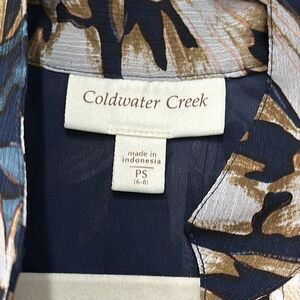 Coldwater Creek
made in
indonesia
PS
(6-8)